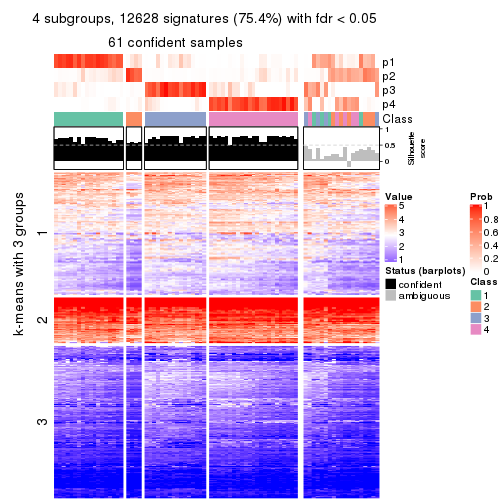 4 subgroups, 12628 signatures (75.4%) with fdr < 0.05
61 confident samples
p1
p2
p3
p4
Class
1
0.5
0
Silhouette
score
k-means with 3 groups
1
2
3
Value
5
4
3
2
1
Status (barplots)
confident
ambiguous
Prob
1
0.8
0.6
0.4
0.2
0
Class
1
2
3
4